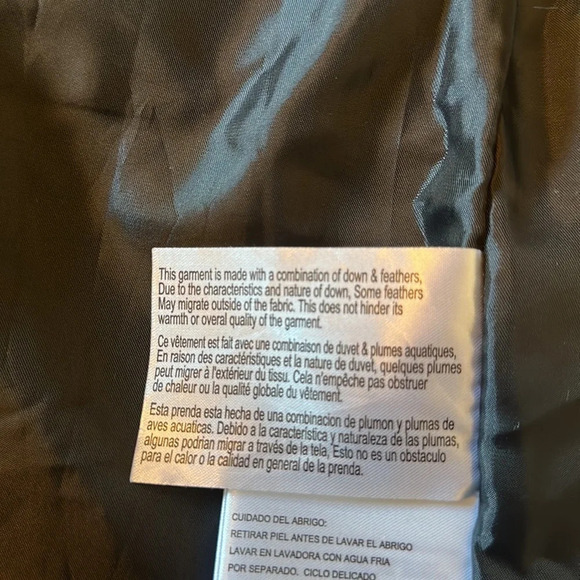 This garment is made with a combination of down & feathers,
Due to the characteristics and nature of down, Some feathers
May migrate outside of the fabric. This does not hinder its
warmth or overal quality of the garment.
Ce vêtement est fait avec une combinaison de duvet & plumes aquatiques,
En raison des caractéristiques et la nature de duvet, quelques plumes
peut migrer à l'extérieur du tissu. Cela n'empêche pas obstruer
de chaleur ou la qualité globale du vêtement.
Esta prenda esta hecha de una combinacion de plumon y plumas de
aves acuaticas. Debido a la característica y naturaleza de las plumas,
algunas podrian migrar a través de la tela, Esto no es un obstaculo
para el calor o la calidad en general de la prenda.
CUIDADO DEL ABRIGO:
RETIRAR PIEL ANTES DE LAVAR EL ABRIGO
LAVAR EN LAVADORA CON AGUA FRIA
POR SEPARADO. CICLO DELICADO